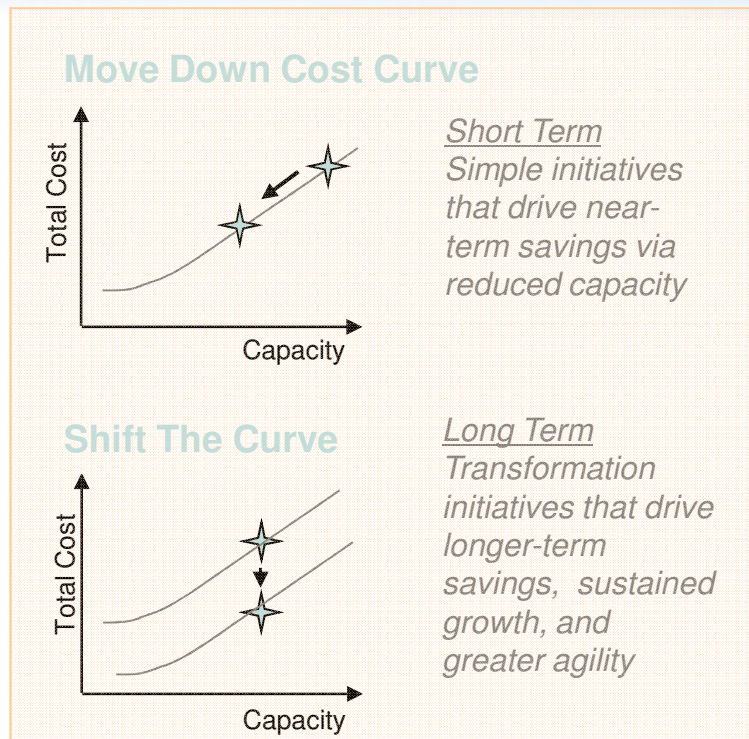 Move Down Cost Curve
Total Cost
Capacity
Short Term
Simple initiatives
that drive near-
term savings via
reduced capacity
Shift The Curve
Total Cost
Capacity
Long Term
Transformation
initiatives that drive
longer-term
savings, sustained
growth, and
greater agility